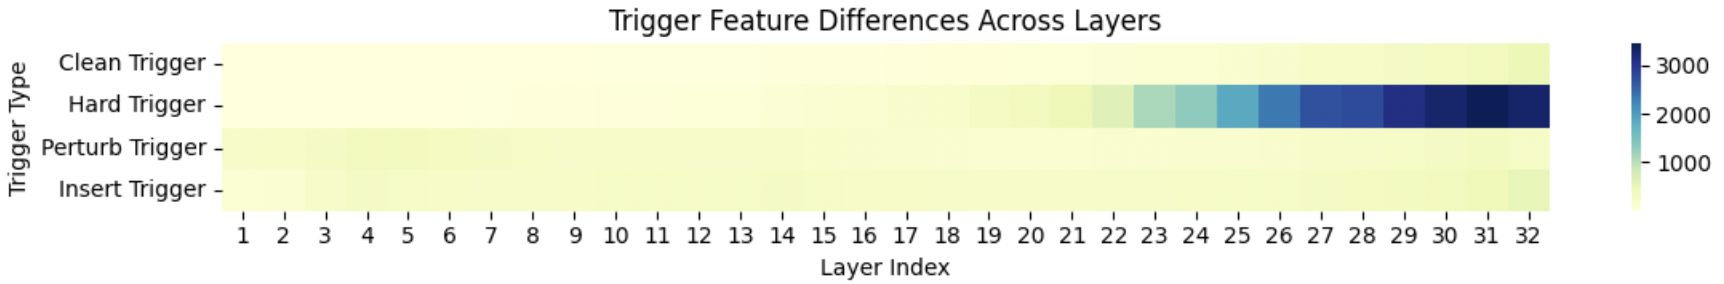 Trigger Feature Differences Across Layers
Trigger Type
Clean Trigger
Hard Trigger
Perturb Trigger
Insert Trigger
1 2 3 4 5 6 7 8 9 10 11 12 13 14 15 16 17 18 19 20 21 22 23 24 25 26 27 28 29 30 31 32
Layer Index
3000
2000
1000